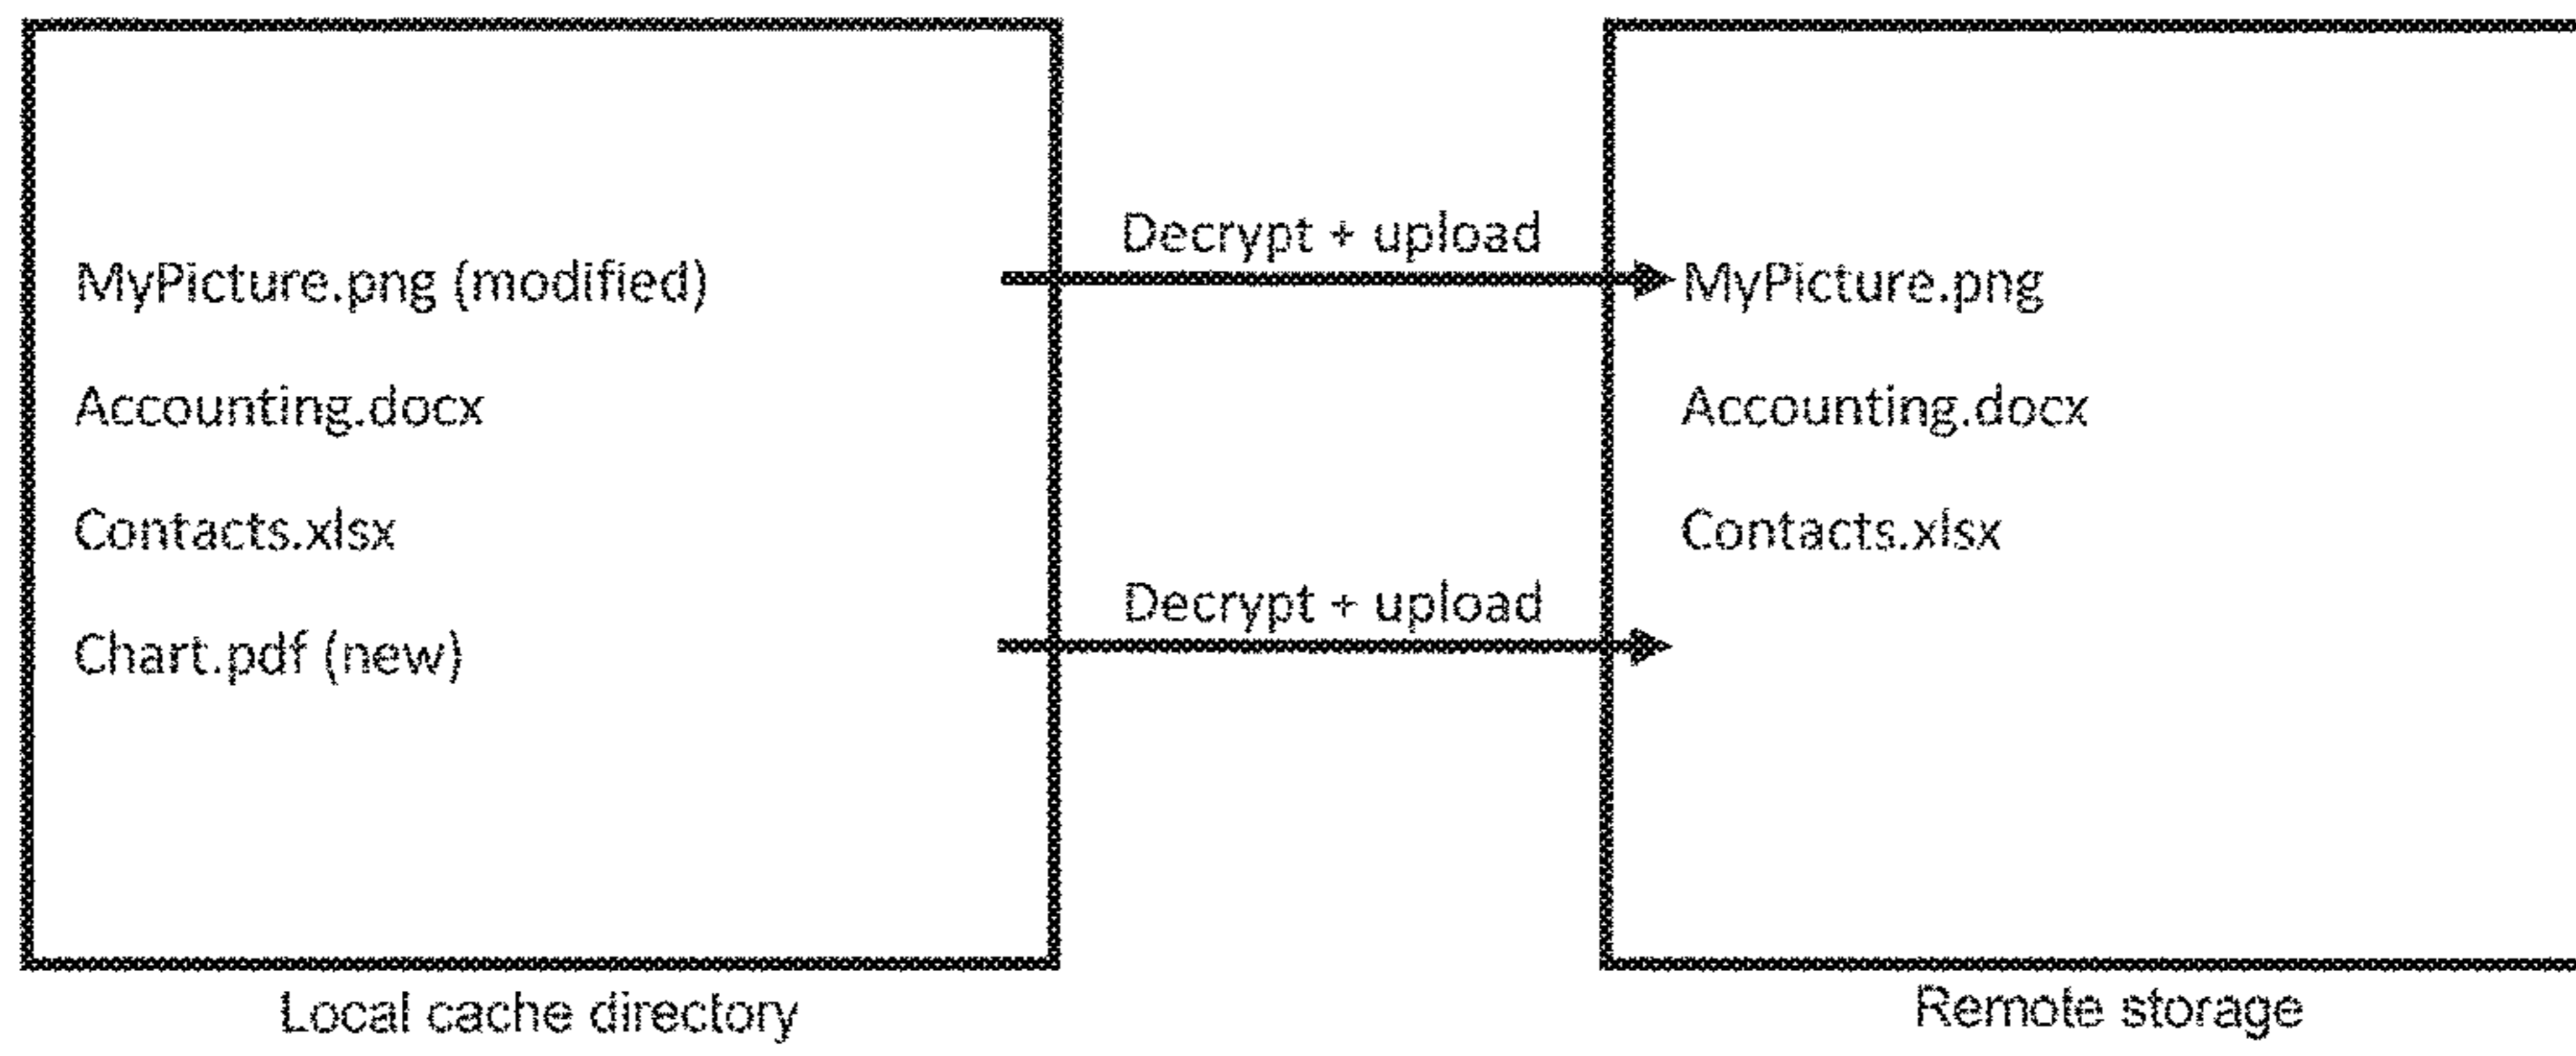 Decrypt + upload
MyPicture.png (modified)
MyPicture.png
Accounting.docx
Accounting.docx
Contacts.xlsx
Contacts.xlsx
Decrypt + upload
Chart.pdf (new)
Local cache directory
Remote storage